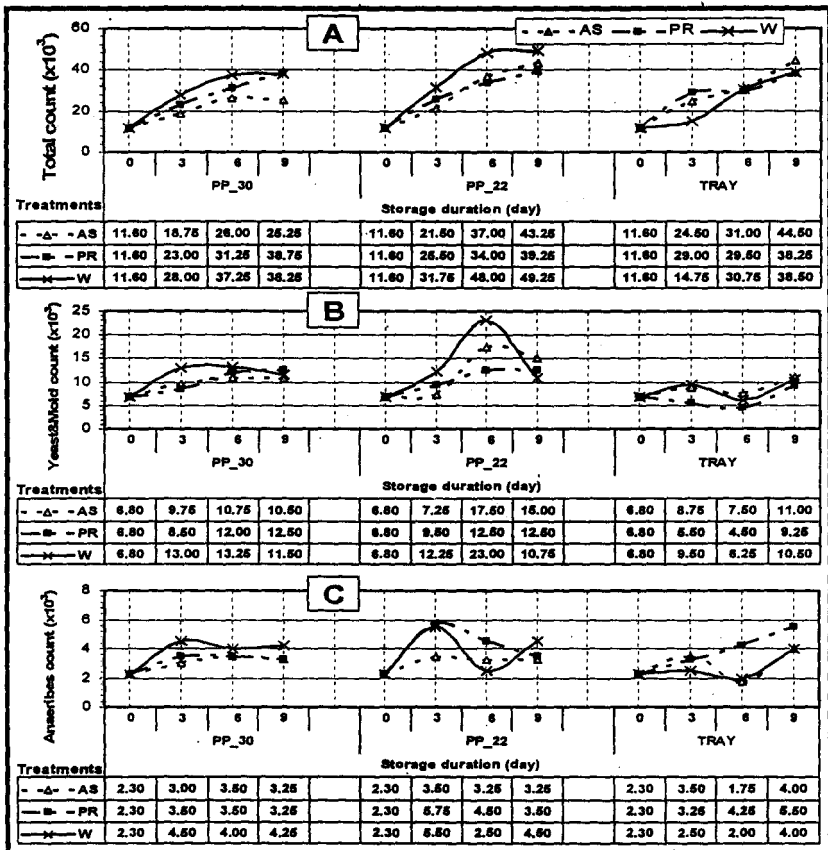 A
AS PR W
Total count (x10³)
60
40
20
0
0 3 6 9 0 3 6 9 0 3 6 9
PP_30 PP_22 TRAY
Treatments Storage duration (day)
AS 11.60 18.75 26.00 25.25 11.60 21.50 37.00 43.25 11.60 24.50 31.00 44.50
PR 11.60 23.00 31.25 38.75 11.60 25.50 34.00 39.25 11.60 29.00 29.50 38.25
W 11.60 28.00 37.25 38.25 11.60 31.75 48.00 49.25 11.60 14.75 30.75 38.50
B
Yeast&Mold count (x10³)
25
20
15
10
5
0
0 3 6 9 0 3 6 9 0 3 6 9
PP_30 PP_22 TRAY
Treatments
AS 6.80 9.75 10.75 10.50 6.80 7.25 17.50 15.00 6.80 8.75 7.50 11.00
PR 6.80 8.50 12.00 12.50 6.80 9.50 12.50 12.50 6.80 5.50 4.50 9.25
W 6.80 13.00 13.25 11.50 6.80 12.25 23.00 10.75 6.80 9.50 6.25 10.50
C
Anaeribes count (x10³)
8
6
4
2
0
0 3 6 9 0 3 6 9 0 3 6 9
PP_30 PP_22 TRAY
Treatments Storage duration (day)
AS 2.30 3.00 3.50 3.25 2.30 3.50 3.25 3.25 2.30 3.50 1.75 4.00
PR 2.30 3.50 3.50 3.25 2.30 5.75 4.50 3.50 2.30 3.25 4.25 5.50
W 2.30 4.50 4.00 4.25 2.30 5.50 2.50 4.50 2.30 2.50 2.00 4.00